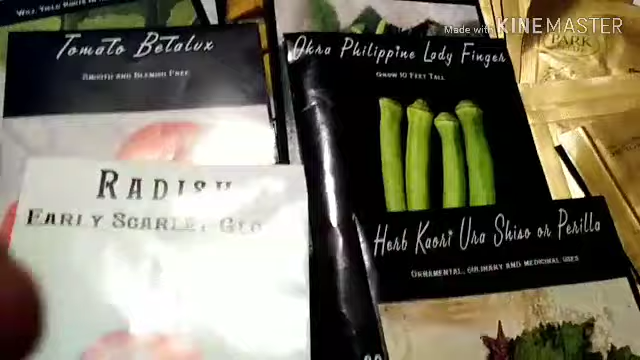 Made with KINEMASTER
Tomato Betalux
Smooth and Blemish Free
Okra Philippine Lady Finger
Grow 10 Feet Tall
PARK
Radish
Early Scarlet Glo
Herb Kaori Ura Shiso or Perilla
Ornamental, culinary and medicinal uses